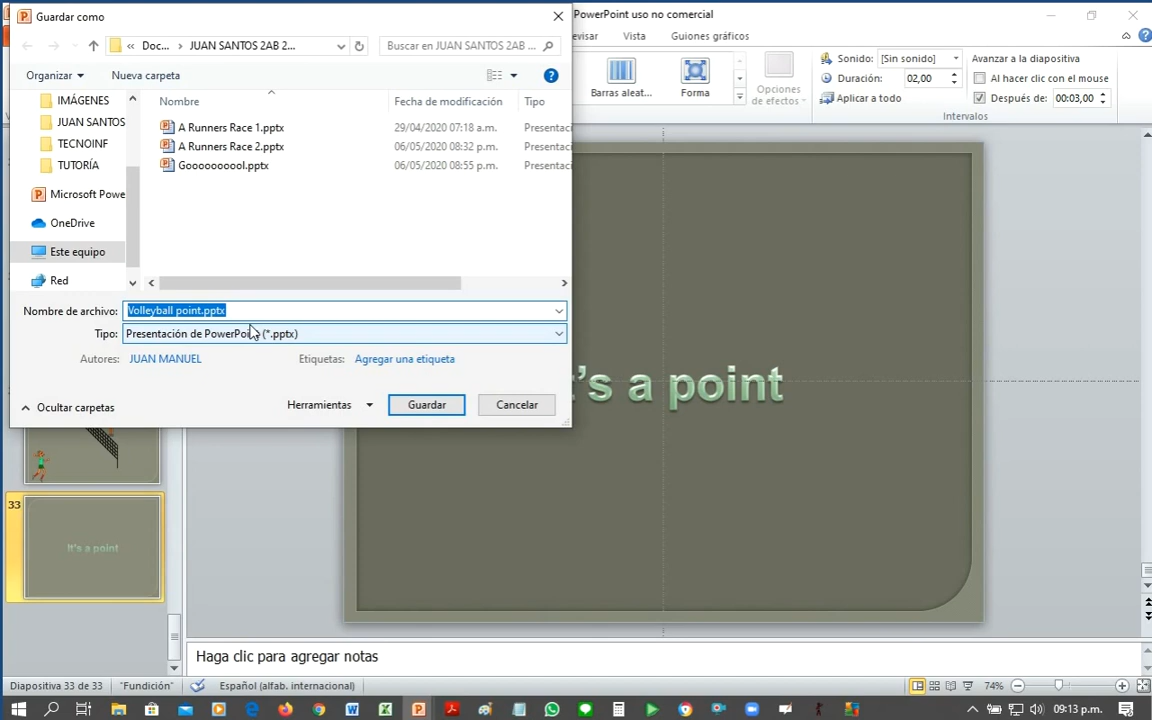 Guardar como
PowerPoint uso no comercial
« Doc... > JUAN SANTOS 2AB 2...
Buscar en JUAN SANTOS 2AB ...
Organizar
Nueva carpeta
IMÁGENES
JUAN SANTOS
TECNOINF
TUTORÍA
Microsoft Powe
OneDrive
Este equipo
Red
Nombre Fecha de modificación Tipo
A Runners Race 1.pptx 29/04/2020 07:18 a.m. Presentaci
A Runners Race 2.pptx 06/05/2020 08:32 p.m. Presentaci
Goooooooool.pptx 06/05/2020 08:55 p.m. Presentaci
Nombre de archivo: Volleyball point.pptx
Tipo: Presentación de PowerPoint (*.pptx)
Autores: JUAN MANUEL Etiquetas: Agregar una etiqueta
Ocultar carpetas
Herramientas
Guardar
Cancelar
evisar Vista Guiones gráficos
Barras aleat...
Forma
Opciones
de efectos
Sonido: [Sin sonido]
Duración: 02,00
Aplicar a todo
Avanzar a la diapositiva
Al hacer clic con el mouse
Después de: 00:03,00
Intervalos
's a point
33
It's a point
Haga clic para agregar notas
Diapositiva 33 de 33 "Fundición" Español (alfab. internacional) 74%
09:13 p.m.